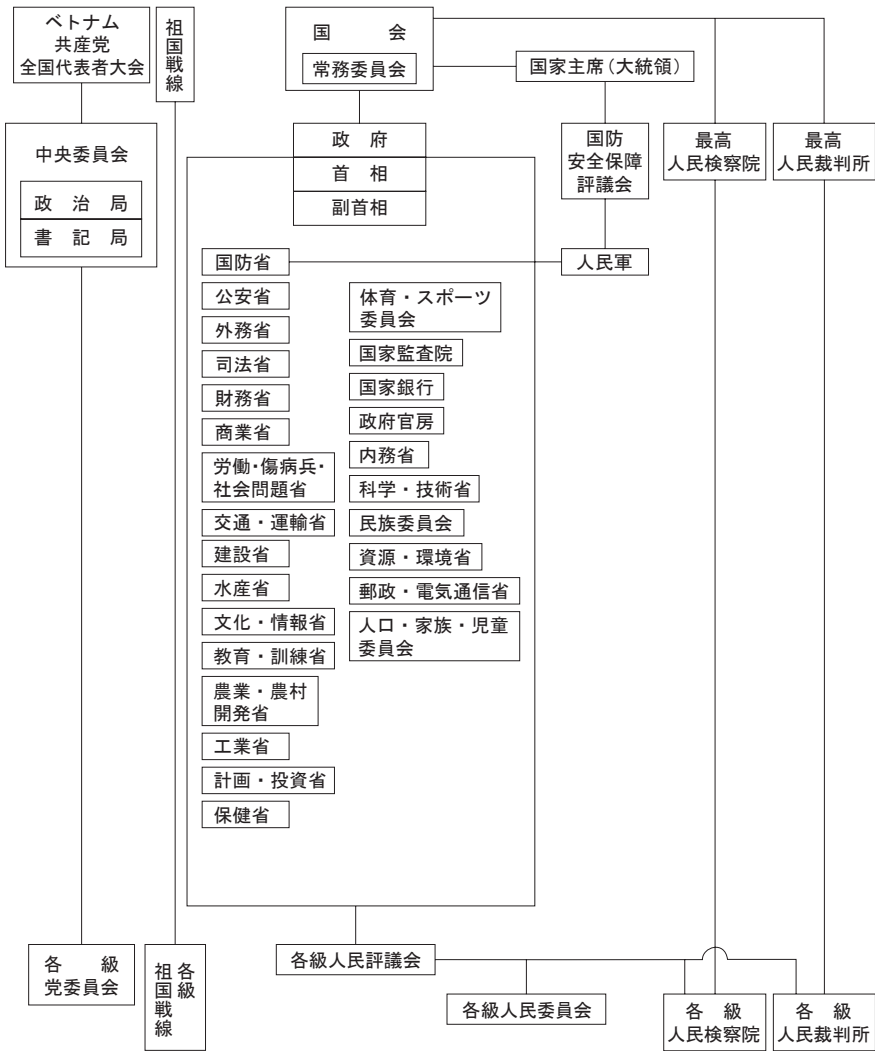 ベトナム
共産党
全国代表者大会
祖国戦線
国　　会
常務委員会
国家主席（大統領）
中央委員会
政　治　局
書　記　局
政　府
首　相
副首相
国防
安全保障
評議会
最高
人民検察院
最高
人民裁判所
国防省
人民軍
公安省
外務省
司法省
財務省
商業省
労働・傷病兵・
社会問題省
交通・運輸省
建設省
水産省
文化・情報省
教育・訓練省
農業・農村
開発省
工業省
計画・投資省
保健省
体育・スポーツ
委員会
国家監査院
国家銀行
政府官房
内務省
科学・技術省
民族委員会
資源・環境省
郵政・電気通信省
人口・家族・児童
委員会
各　　級
党委員会
各級
祖国戦線
各級人民評議会
各級人民委員会
各　級
人民検察院
各　級
人民裁判所